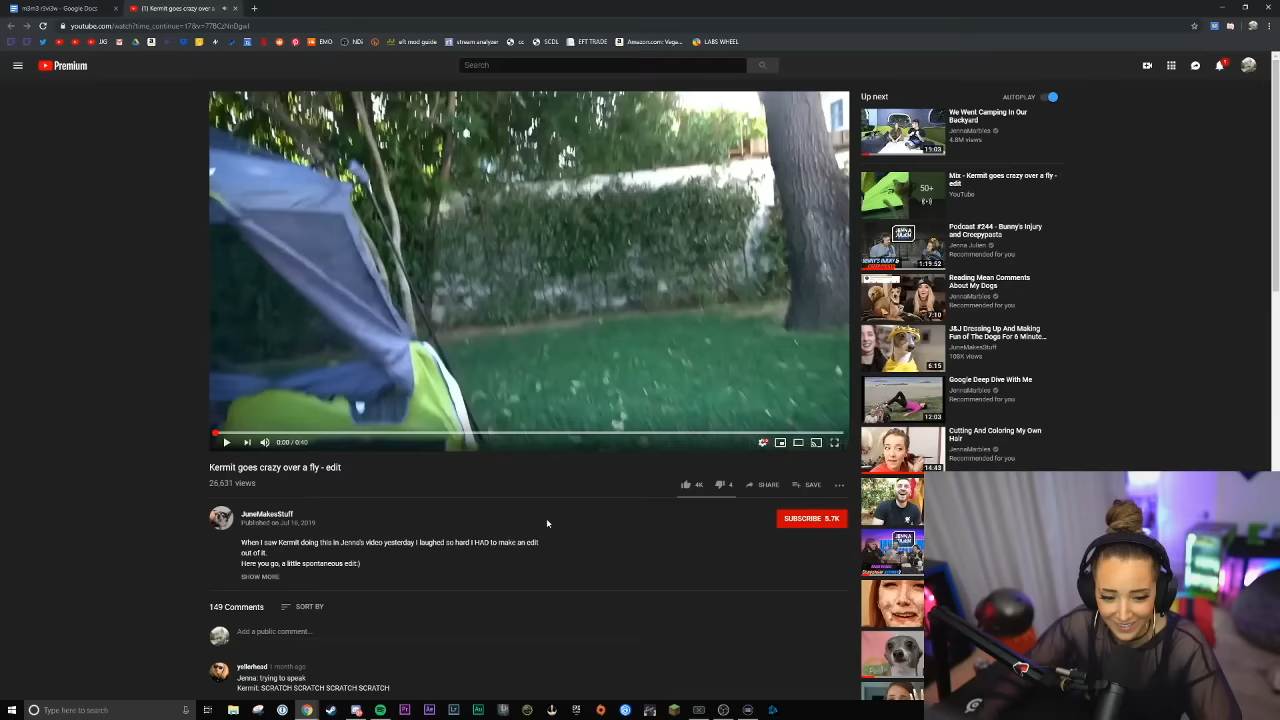 m3m3 r3vi3w - Google Docs
(1) Kermit goes crazy over a
youtube.com/watch?time_continue=17&v=77BCzNnDgwI
JJG
EMO
NDi
eft mod guide
stream analyzer
cc
SCDL
EFT TRADE
Amazon.com: Vega...
LABS WHEEL
Premium
Search
1
Up next
AUTOPLAY
We Went Camping In Our
Backyard
JennaMarbles
4.8M views
19:03
Mix - Kermit goes crazy over a fly -
edit
YouTube
50+
Podcast #244 - Bunny's Injury
and Creepypasta
Jenna Julien
Recommended for you
1:19:52
Reading Mean Comments
About My Dogs
JennaMarbles
Recommended for you
7:10
J&J Dressing Up And Making
Fun of The Dogs For 6 Minute...
JuneMakesStuff
108K views
6:15
Google Deep Dive With Me
JennaMarbles
Recommended for you
12:03
Cutting And Coloring My Own
Hair
JennaMarbles
Recommended for you
14:43
0:00 / 0:40
Kermit goes crazy over a fly - edit
26,631 views
4K
4
SHARE
SAVE
JuneMakesStuff
Published on Jul 18, 2019
SUBSCRIBE 5.7K
When I saw Kermit doing this in Jenna's video yesterday I laughed so hard I HAD to make an edit
out of it.
Here you go, a little spontaneous edit:)
SHOW MORE
149 Comments
SORT BY
Add a public comment...
yellerhead 1 month ago
Jenna: trying to speak
Kermit: SCRATCH SCRATCH SCRATCH SCRATCH
Type here to search